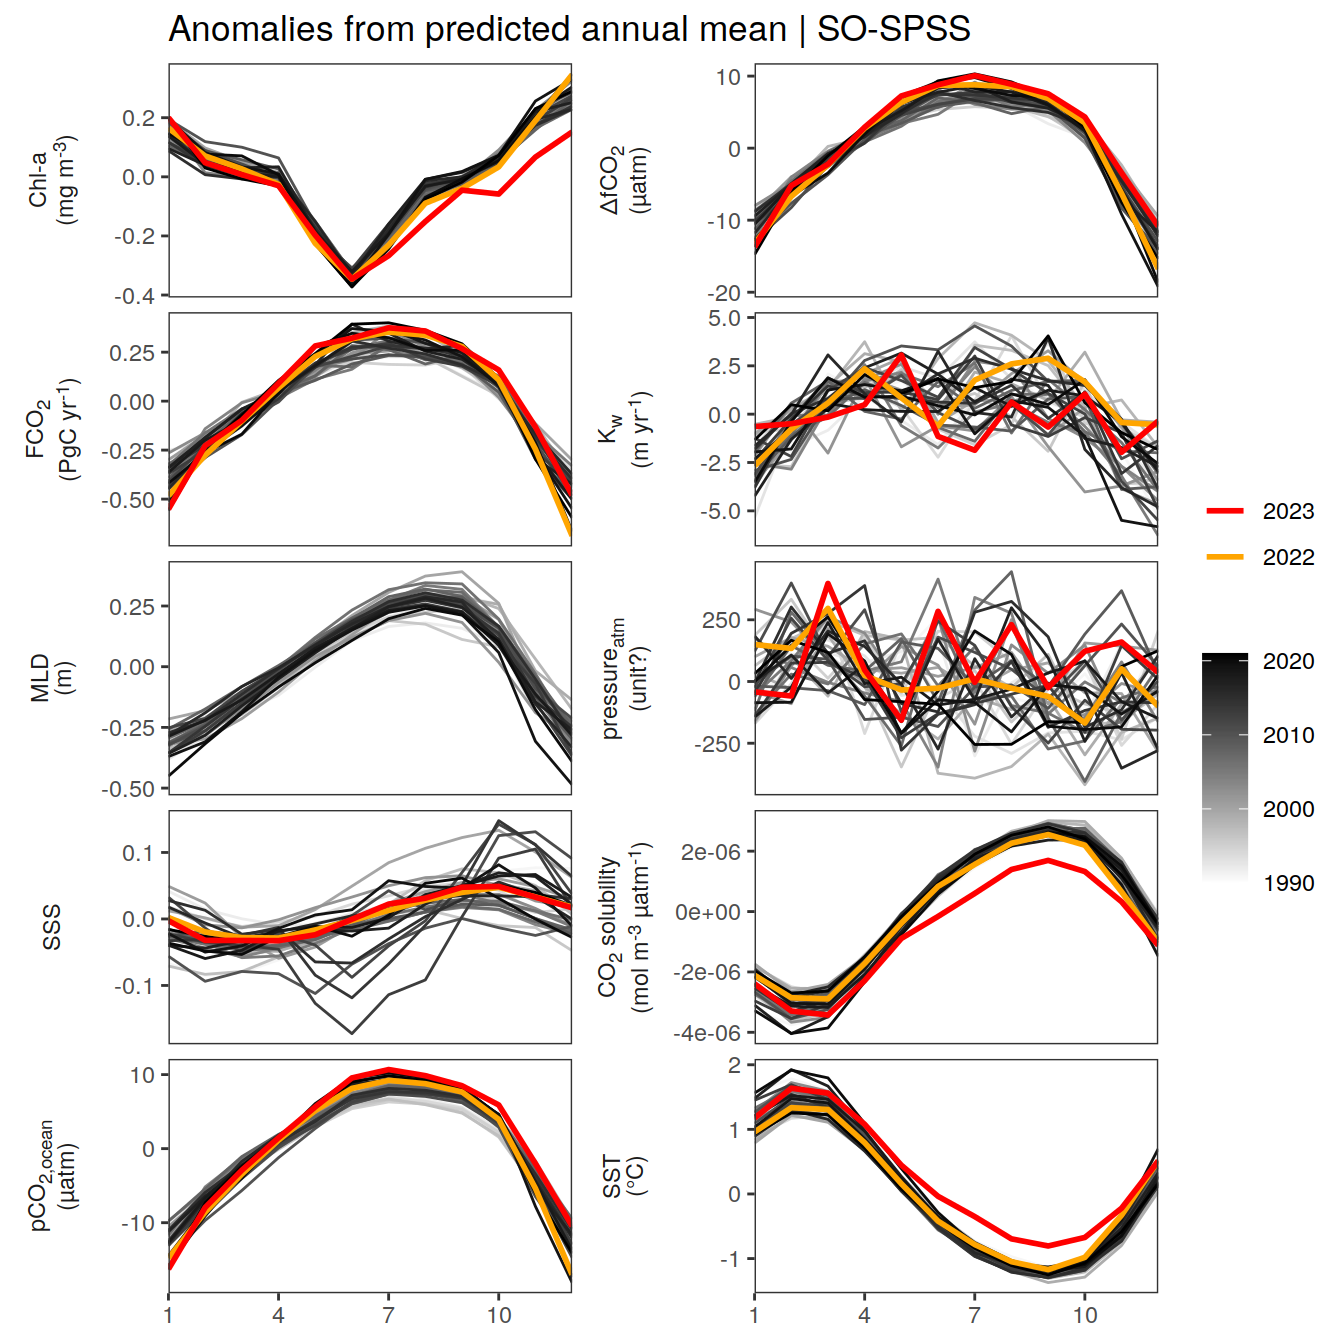 Anomalies from predicted annual mean | SO-SPSS
Chl-a
(mg m-3)
0.2
0.0
-0.2
-0.4
ΔfCO2
(µatm)
10
0
-10
-20
FCO2
(PgC yr-1)
0.25
0.00
-0.25
-0.50
Kw
(m yr-1)
5.0
2.5
0.0
-2.5
-5.0
MLD
(m)
0.25
0.00
-0.25
-0.50
pressureatm
(unit?)
250
0
-250
SSS
0.1
0.0
-0.1
CO2 solubility
(mol m-3 µatm-1)
2e-06
0e+00
-2e-06
-4e-06
pCO2,ocean
(µatm)
10
0
-10
SST
(°C)
2
1
0
-1
1 4 7 10
1 4 7 10
2023
2022
2020
2010
2000
1990